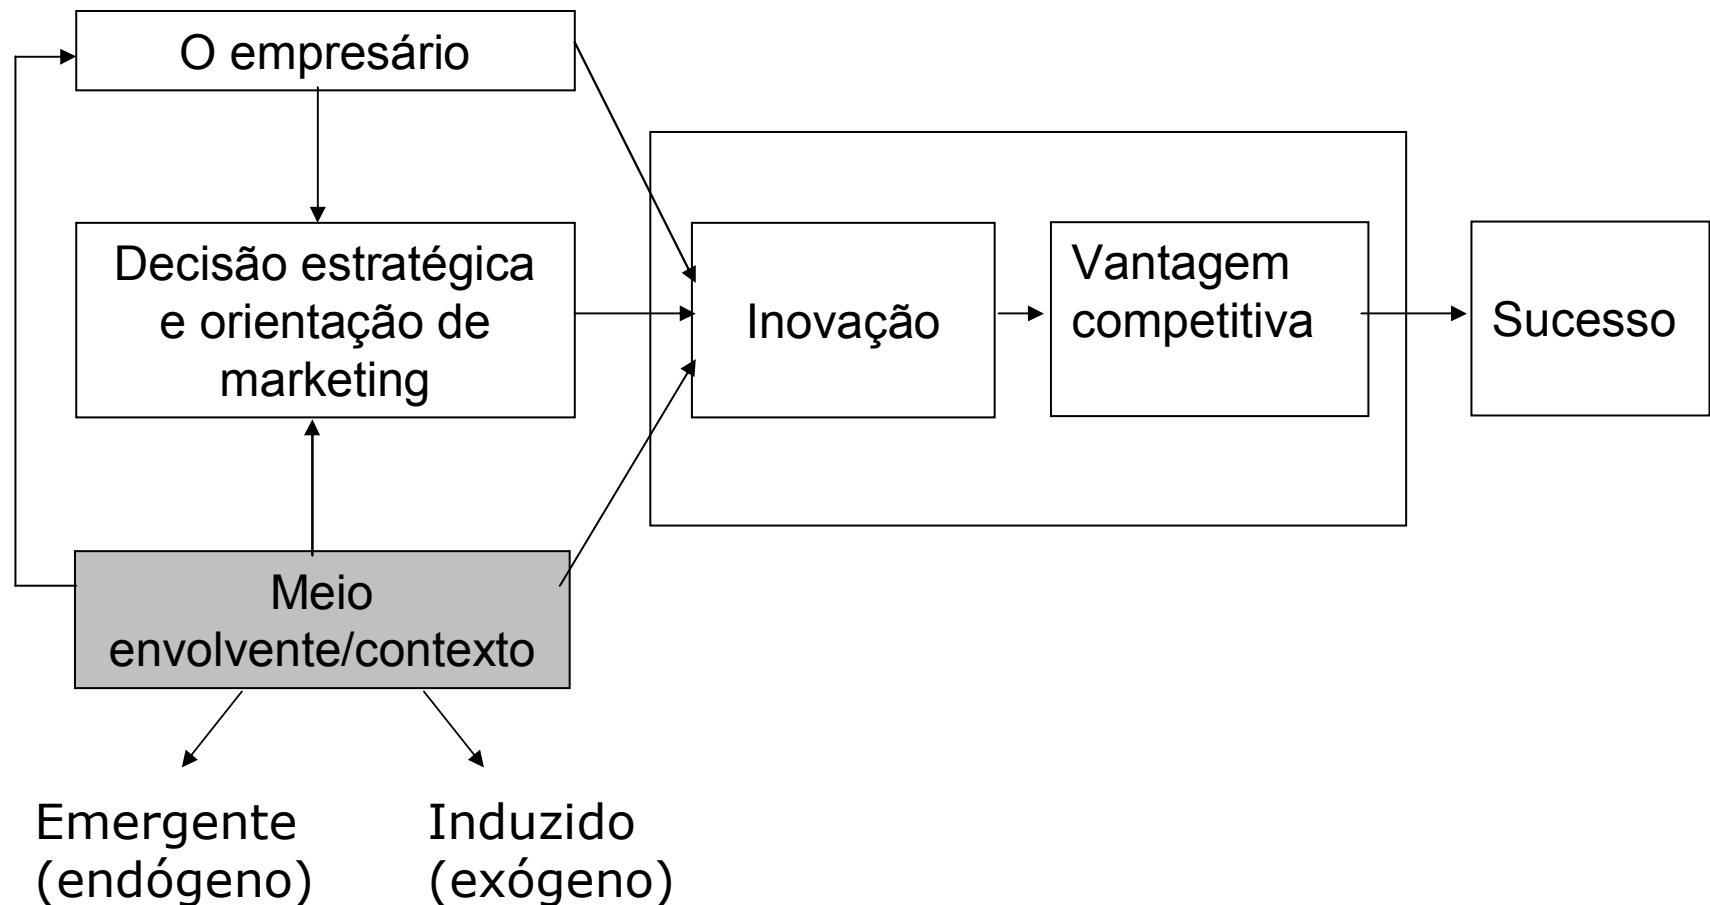 O empresário
Decisão estratégica
e orientação de
marketing
Inovação
Vantagem
competitiva
Sucesso
Meio
envolvente/contexto
Emergente
(endógeno)
Induzido
(exógeno)